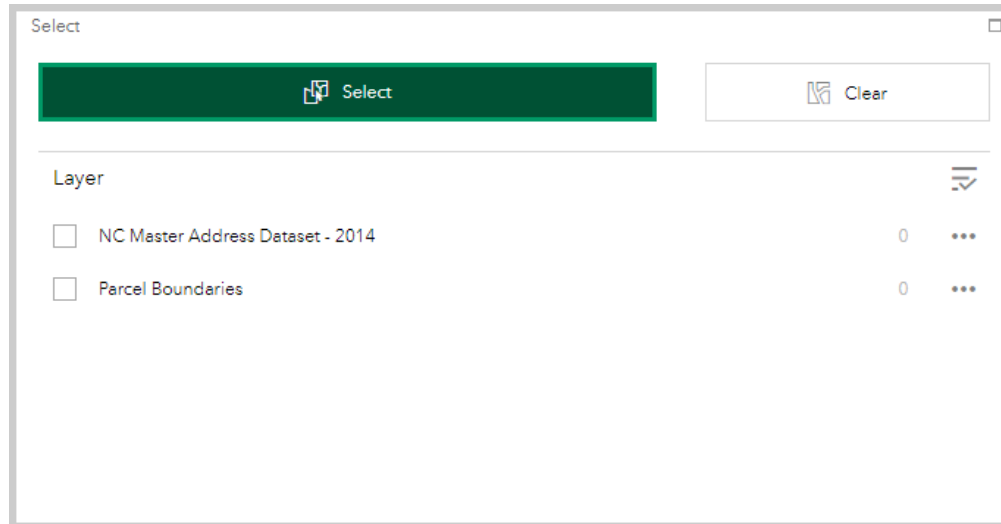 Select
Select
Clear
Layer
NC Master Address Dataset - 2014
0
Parcel Boundaries
0